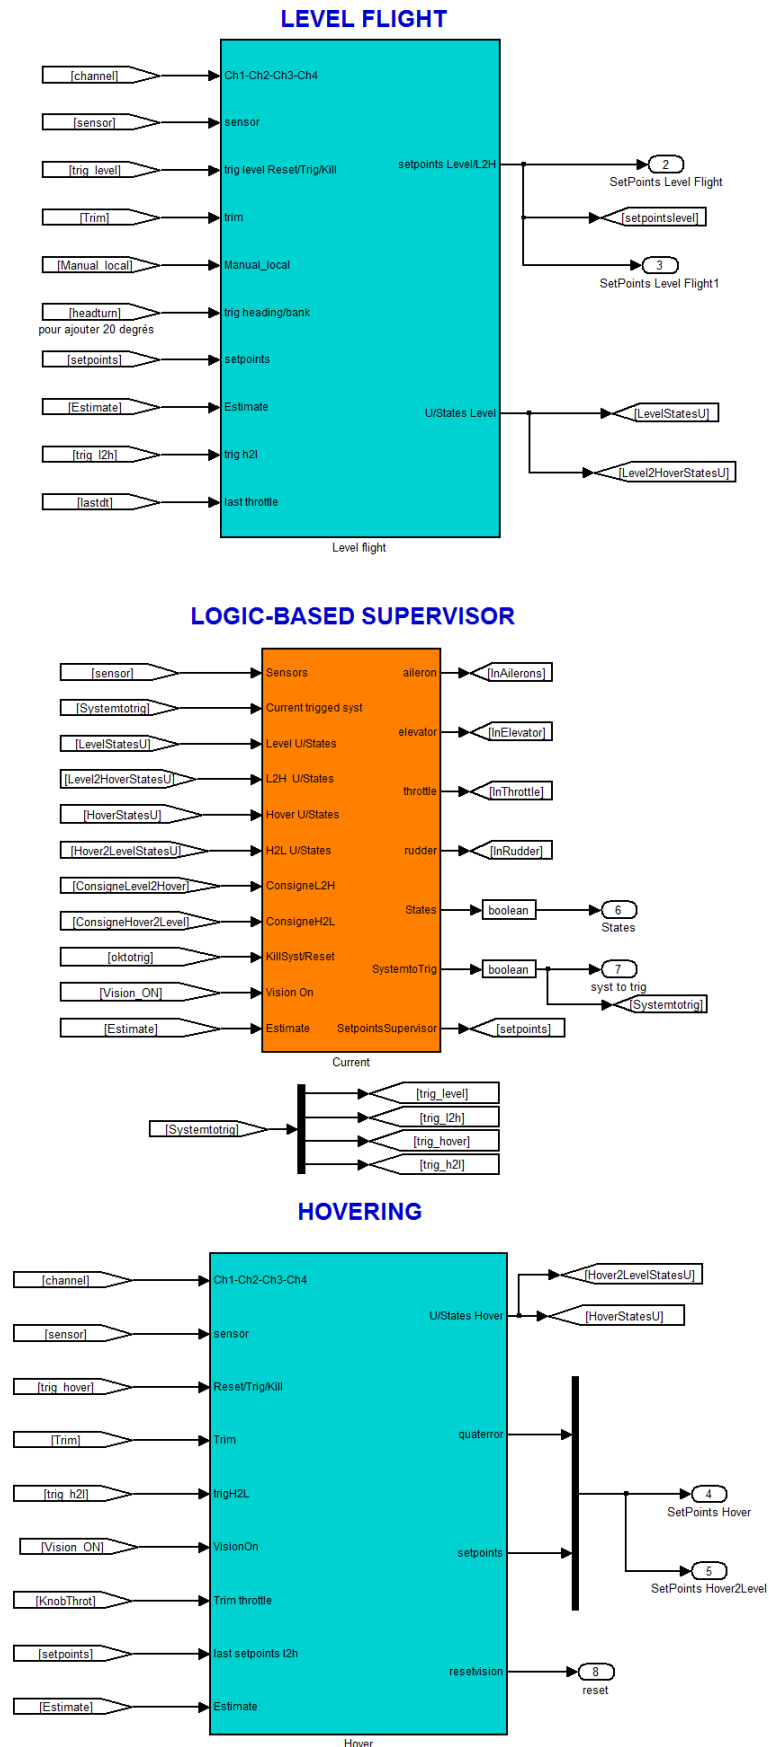 LEVEL FLIGHT
[channel]
Ch1-Ch2-Ch3-Ch4
[sensor]
sensor
[trig_level]
trig level Reset/Trig/Kill
setpoints Level/L2H
2
SetPoints Level Flight
[Trim]
trim
[setpointslevel]
[Manual_local]
Manual_local
3
SetPoints Level Flight1
[headturn]
trig heading/bank
pour ajouter 20 degrés
[setpoints]
setpoints
[Estimate]
Estimate
U/States Level
[LevelStatesU]
[trig_l2h]
trig h2l
[Level2HoverStatesU]
[lastdt]
last throttle
Level flight
LOGIC-BASED SUPERVISOR
[sensor]
Sensors
aileron
[InAilerons]
[Systemtotrig]
Current trigged syst
elevator
[InElevator]
[LevelStatesU]
Level U/States
[Level2HoverStatesU]
L2H U/States
throttle
[InThrottle]
[HoverStatesU]
Hover U/States
[Hover2LevelStatesU]
H2L U/States
rudder
[InRudder]
[ConsigneLevel2Hover]
ConsigneL2H
States
boolean
6
States
[ConsigneHover2Level]
ConsigneH2L
[oktotrig]
KillSyst/Reset
SystemtoTrig
boolean
7
syst to trig
[Vision_ON]
Vision On
[Systemtotrig]
[Estimate]
Estimate
SetpointsSupervisor
[setpoints]
Current
[Systemtotrig]
[trig_level]
[trig_l2h]
[trig_hover]
[trig_h2l]
HOVERING
[channel]
Ch1-Ch2-Ch3-Ch4
[Hover2LevelStatesU]
U/States Hover
[HoverStatesU]
[sensor]
sensor
[trig_hover]
Reset/Trig/Kill
[Trim]
Trim
quaterror
[trig_h2l]
trigH2L
4
SetPoints Hover
[Vision_ON]
VisionOn
setpoints
5
SetPoints Hover2Level
[KnobThrot]
Trim throttle
[setpoints]
last setpoints l2h
resetvision
8
reset
[Estimate]
Estimate
Hover